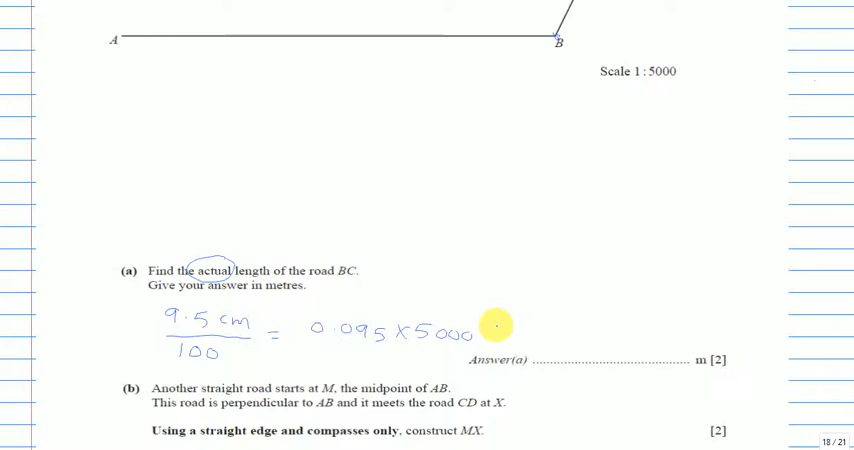 A
B
Scale 1 : 5000
(a) Find the actual length of the road BC.
Give your answer in metres.
9.5 cm
100
= 0.095 × 5000
Answer(a) ................................................ m [2]
(b) Another straight road starts at M, the midpoint of AB.
This road is perpendicular to AB and it meets the road CD at X.
Using a straight edge and compasses only, construct MX. [2]
18 / 21